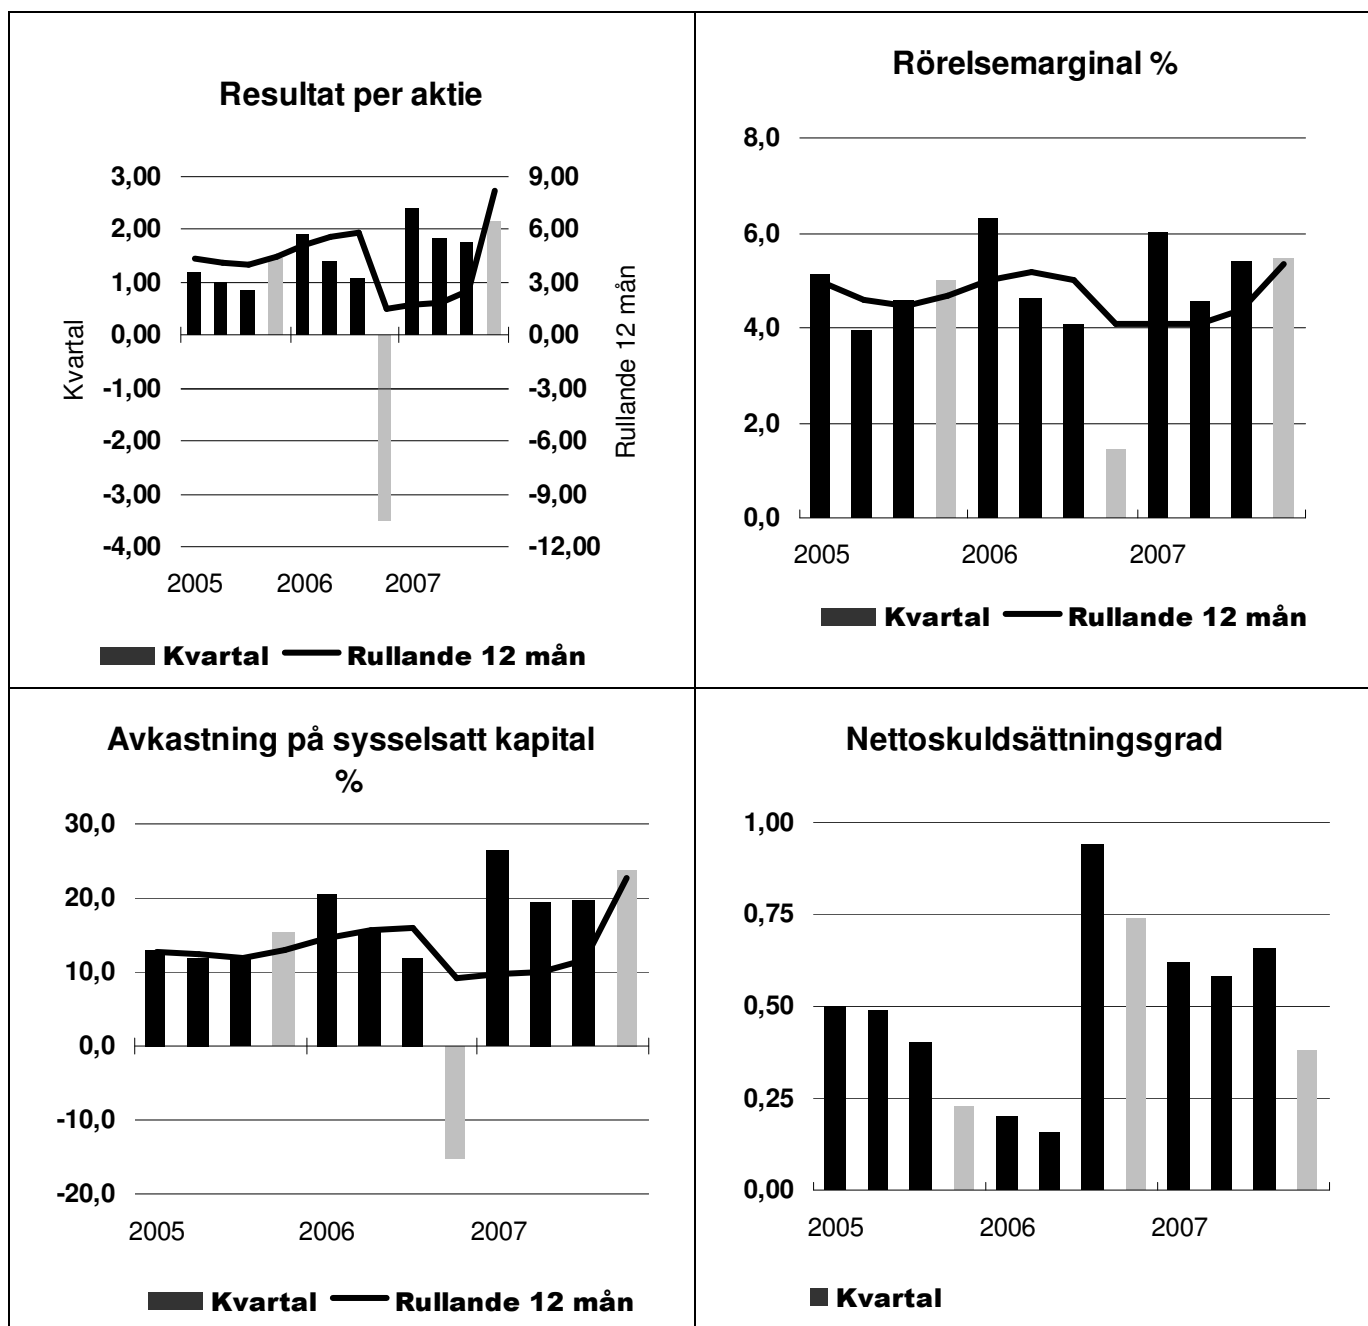 Resultat per aktie
3,00
2,00
1,00
0,00
-1,00
-2,00
-3,00
-4,00
Kvartal
9,00
6,00
3,00
0,00
-3,00
-6,00
-9,00
-12,00
Rullande 12 mån
2005 2006 2007
Kvartal Rullande 12 mån
Rörelsemarginal %
8,0
6,0
4,0
2,0
0,0
2005 2006 2007
Kvartal Rullande 12 mån
Avkastning på sysselsatt kapital
%
30,0
20,0
10,0
0,0
-10,0
-20,0
2005 2006 2007
Kvartal Rullande 12 mån
Nettoskuldsättningsgrad
1,00
0,75
0,50
0,25
0,00
2005 2006 2007
Kvartal